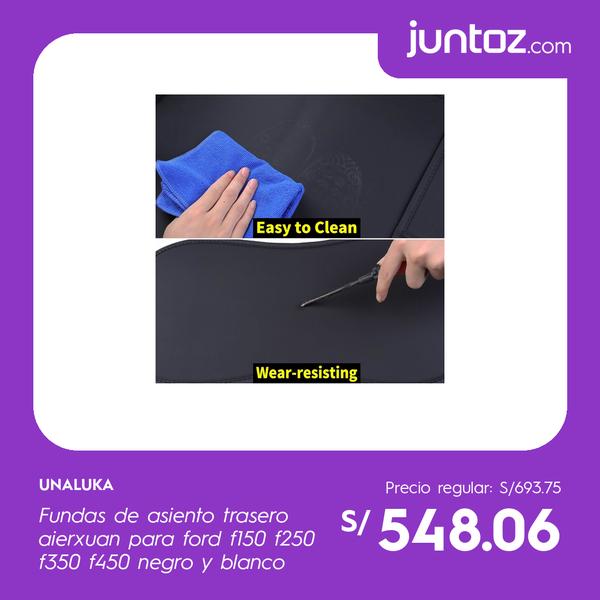 juntoz.com
Easy to Clean
Wear-resisting
UNALUKA
Fundas de asiento trasero
aierxuan para ford f150 f250
f350 f450 negro y blanco
Precio regular: S/693.75
S/ 548.06